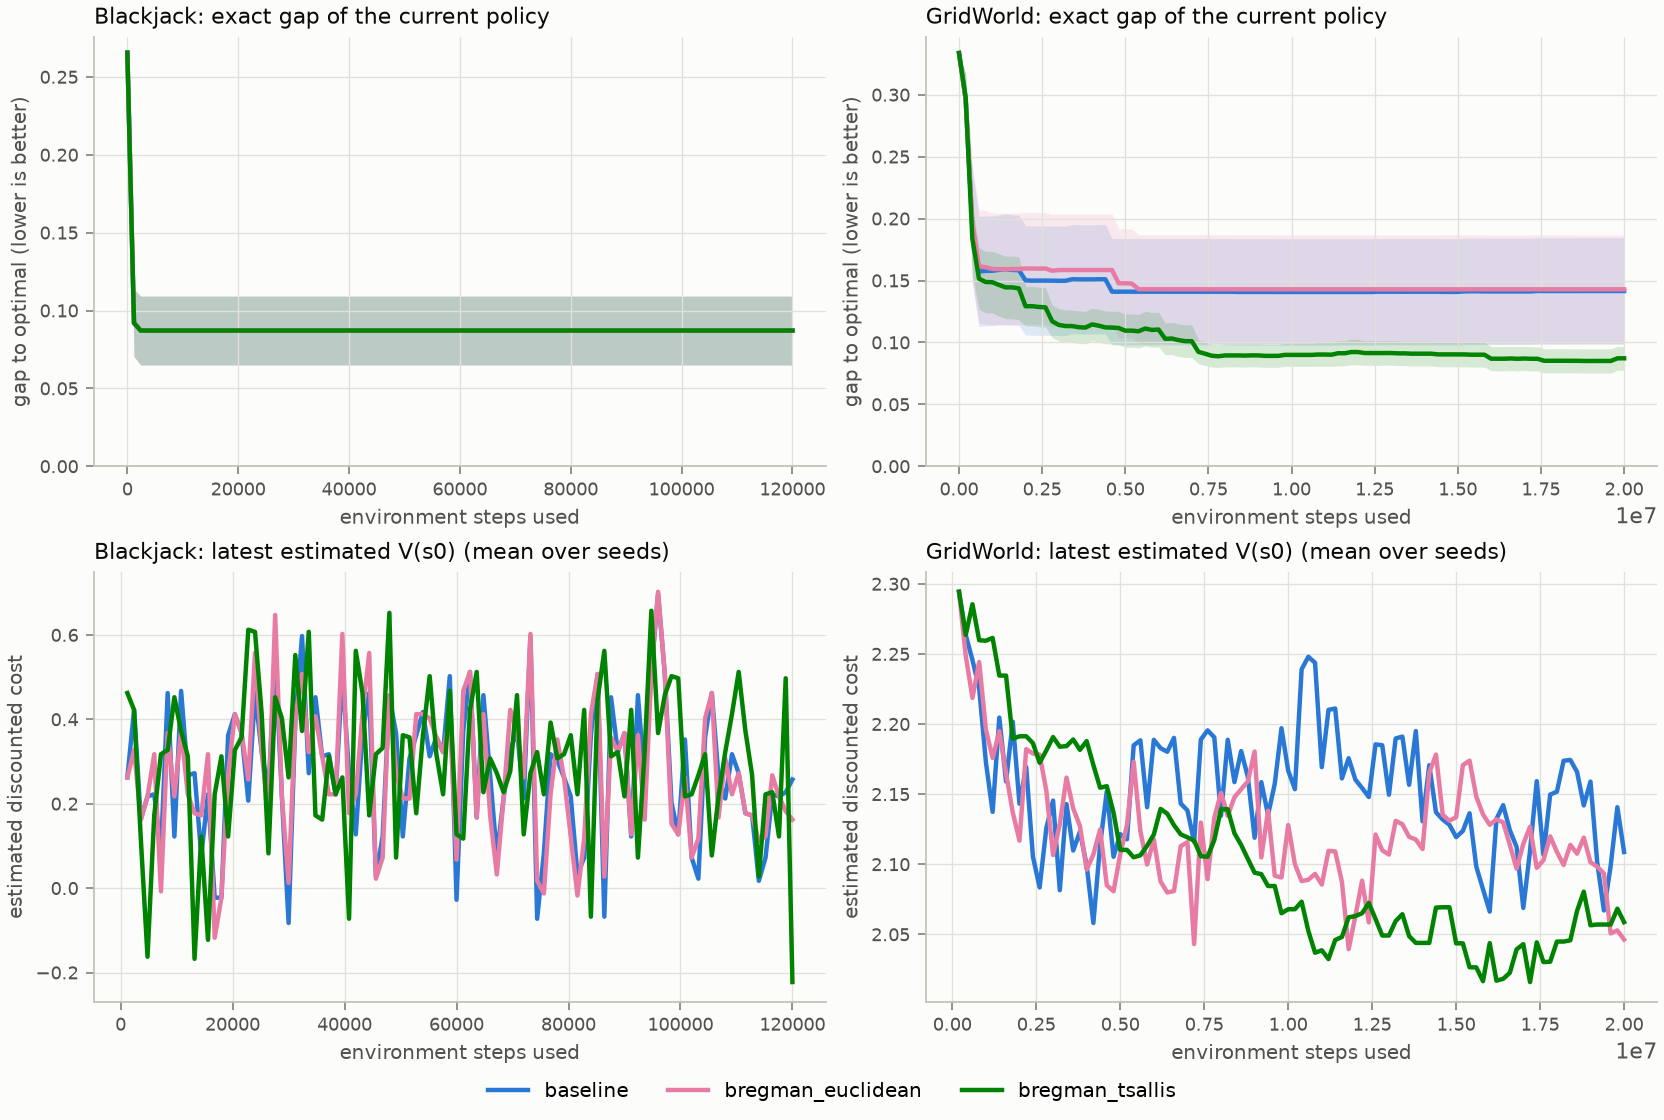 Blackjack: exact gap of the current policy
gap to optimal (lower is better)
0.25
0.20
0.15
0.10
0.05
0.00
0 20000 40000 60000 80000 100000 120000
environment steps used
GridWorld: exact gap of the current policy
gap to optimal (lower is better)
0.30
0.25
0.20
0.15
0.10
0.05
0.00
0.00 0.25 0.50 0.75 1.00 1.25 1.50 1.75 2.00
1e7
environment steps used
Blackjack: latest estimated V(s0) (mean over seeds)
estimated discounted cost
0.6
0.4
0.2
0.0
−0.2
0 20000 40000 60000 80000 100000 120000
environment steps used
GridWorld: latest estimated V(s0) (mean over seeds)
estimated discounted cost
2.30
2.25
2.20
2.15
2.10
2.05
0.00 0.25 0.50 0.75 1.00 1.25 1.50 1.75 2.00
1e7
environment steps used
baseline bregman_euclidean bregman_tsallis